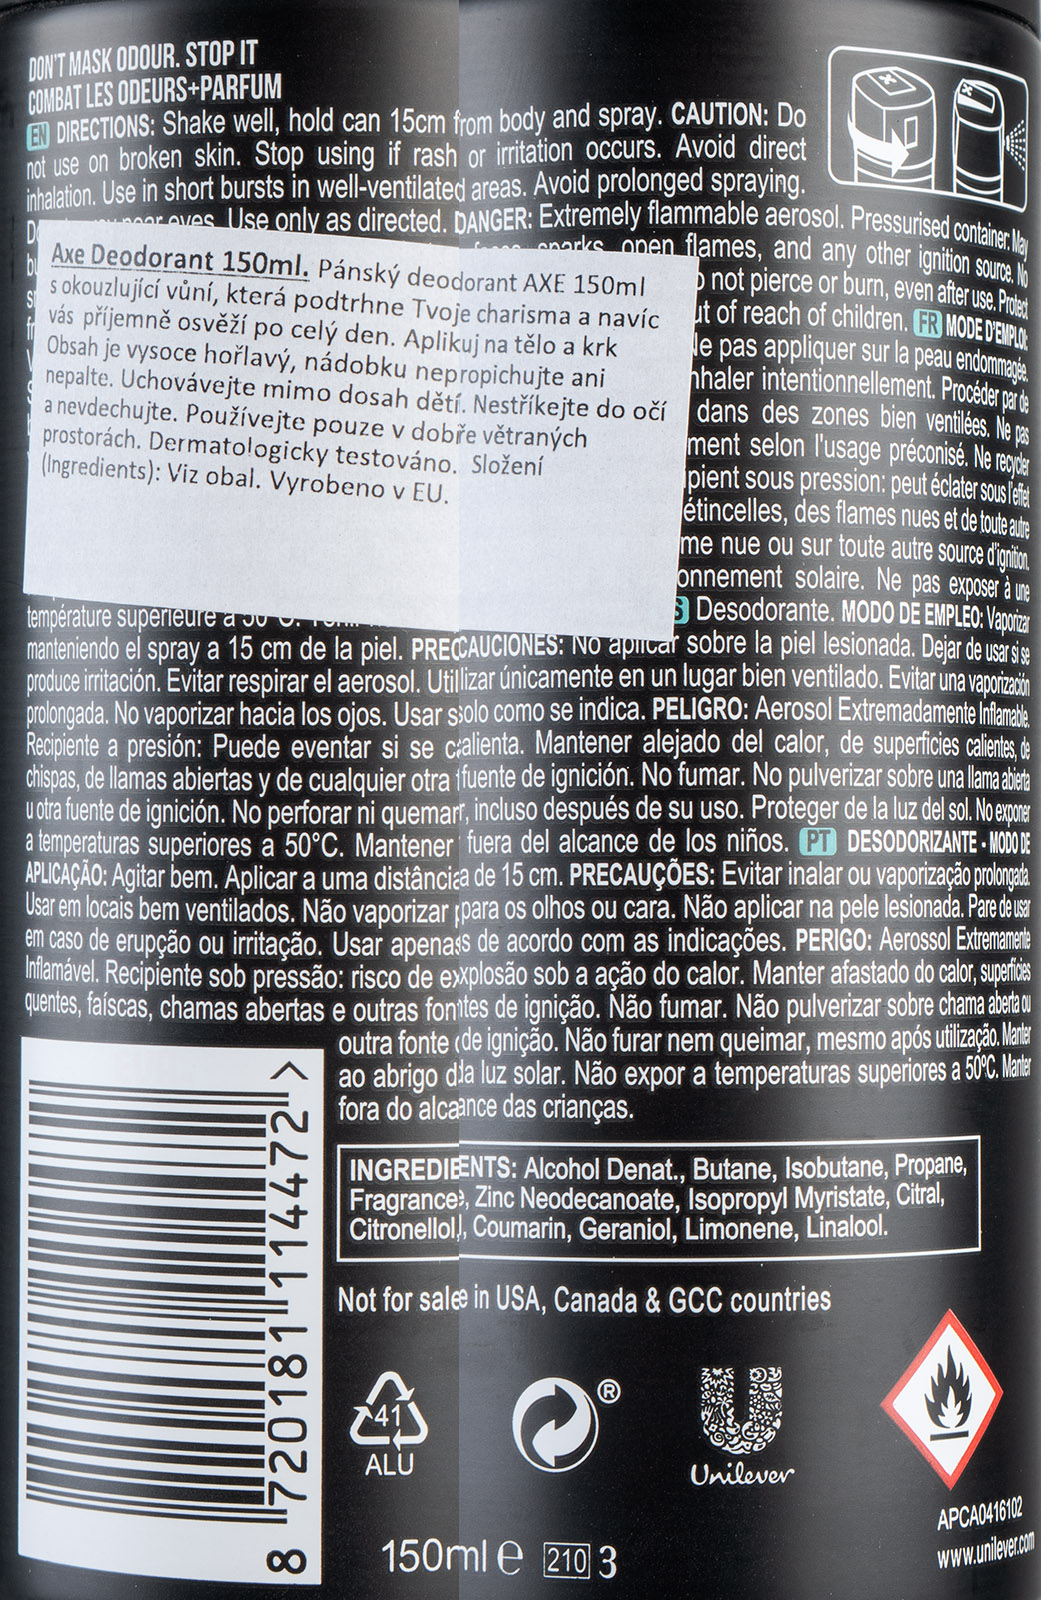 DON'T MASK ODOUR. STOP IT
COMBAT LES ODEURS+PARFUM
EN DIRECTIONS: Shake well, hold can 15cm from body and spray. CAUTION: Do
not use on broken skin. Stop using if rash or irritation occurs. Avoid direct
inhalation. Use in short bursts in well-ventilated areas. Avoid prolonged spraying.
near eyes. Use only as directed. DANGER: Extremely flammable aerosol. Pressurised container: May
sparks, open flames, and any other ignition source. No
not pierce or burn, even after use. Protect
of reach of children. FR MODE D'EMPLOI:
pas appliquer sur la peau endommagée.
intentionnellement. Procéder par de
dans des zones bien ventilées. Ne pas
selon l'usage préconisé. Ne recycler
sous pression: peut éclater sous l'effet
étincelles, des flames nues et de toute autre
nue ou sur toute autre source d'ignition.
solaire. Ne pas exposer à une
Axe Deodorant 150ml. Pánský deodorant AXE 150ml
s okouzlující vůní, která podtrhne Tvoje charisma a navíc
vás příjemně osvěží po celý den. Aplikuj na tělo a krk
Obsah je vysoce hořlavý, nádobku nepropichujte ani
nepalte. Uchovávejte mimo dosah dětí. Nestříkejte do očí
a nevdechujte. Používejte pouze v dobře větraných
prostorách. Dermatologicky testováno. Složení
(Ingredients): Viz obal. Vyrobeno v EU.
température supérieure à 50°C. Desodorante. MODO DE EMPLEO: Vaporizar
manteniendo el spray a 15 cm de la piel. PRECAUCIONES: No aplicar sobre la piel lesionada. Dejar de usar si se
produce irritación. Evitar respirar el aerosol. Utilizar únicamente en un lugar bien ventilado. Evitar una vaporización
prolongada. No vaporizar hacia los ojos. Usar solo como se indica. PELIGRO: Aerosol Extremadamente Inflamable.
Recipiente a presión: Puede eventar si se calienta. Mantener alejado del calor, de superficies calientes, de
chispas, de llamas abiertas y de cualquier otra fuente de ignición. No fumar. No pulverizar sobre una llama abierta
u otra fuente de ignición. No perforar ni quemar, incluso después de su uso. Proteger de la luz del sol. No exponer
a temperaturas superiores a 50°C. Mantener fuera del alcance de los niños. PT DESODORIZANTE - MODO DE
APLICAÇÃO: Agitar bem. Aplicar a uma distância de 15 cm. PRECAUÇÕES: Evitar inalar ou vaporização prolongada.
Usar em locais bem ventilados. Não vaporizar para os olhos ou cara. Não aplicar na pele lesionada. Pare de usar
em caso de erupção ou irritação. Usar apenas de acordo com as indicações. PERIGO: Aerossol Extremamente
Inflamável. Recipiente sob pressão: risco de explosão sob a ação do calor. Manter afastado do calor, superfícies
quentes, faíscas, chamas abertas e outras fontes de ignição. Não fumar. Não pulverizar sobre chama aberta ou
outra fonte de ignição. Não furar nem queimar, mesmo após utilização. Manter
ao abrigo da luz solar. Não expor a temperaturas superiores a 50°C. Manter
fora do alcance das crianças.
INGREDIENTS: Alcohol Denat., Butane, Isobutane, Propane,
Fragrance, Zinc Neodecanoate, Isopropyl Myristate, Citral,
Citronellol, Coumarin, Geraniol, Limonene, Linalool.
Not for sale in USA, Canada & GCC countries
8 720181 114472 >
41
ALU
®
Unilever
150ml e 210 3
APCA0416102
www.unilever.com